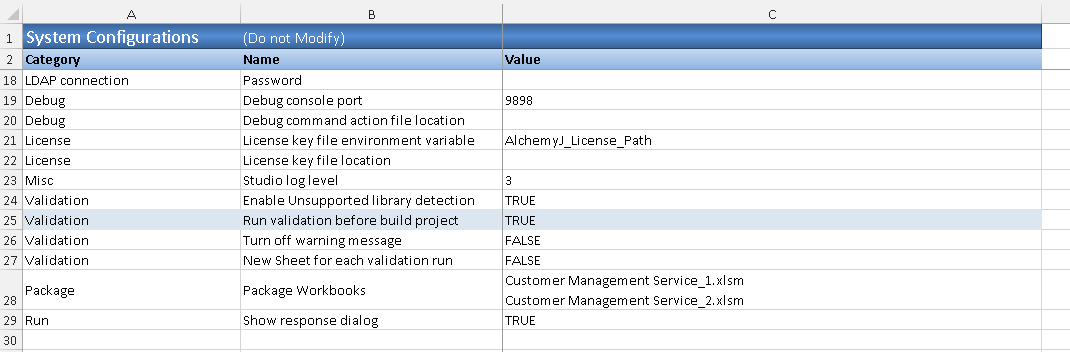 A B C
1 System Configurations (Do not Modify)
2 Category Name Value
18 LDAP connection Password
19 Debug Debug console port 9898
20 Debug Debug command action file location
21 License License key file environment variable AlchemyJ_License_Path
22 License License key file location
23 Misc Studio log level 3
24 Validation Enable Unsupported library detection TRUE
25 Validation Run validation before build project TRUE
26 Validation Turn off warning message FALSE
27 Validation New Sheet for each validation run FALSE
Customer Management Service_1.xlsm
Package Package Workbooks
28 Customer Management Service_2.xlsm
29 Run Show response dialog TRUE
30